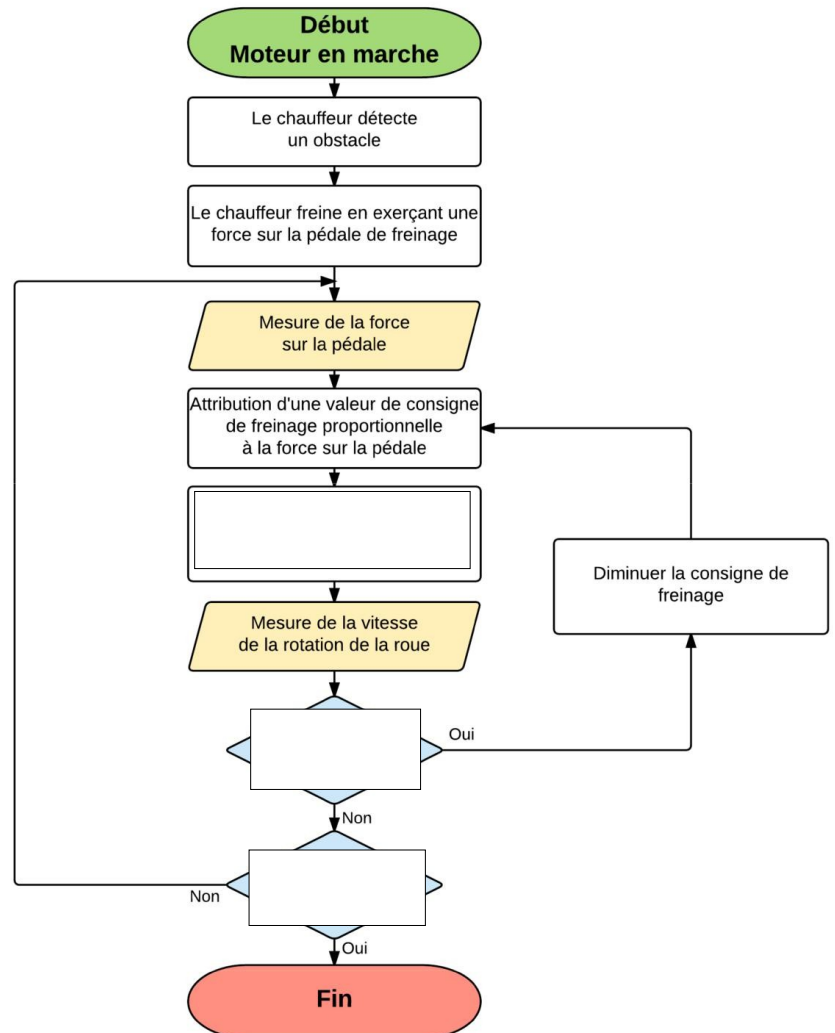 Début
Moteur en marche
Le chauffeur détecte
un obstacle
Le chauffeur freine en exerçant une
force sur la pédale de freinage
Mesure de la force
sur la pédale
Attribution d'une valeur de consigne
de freinage proportionnelle
à la force sur la pédale
Diminuer la consigne de
freinage
Mesure de la vitesse
de la rotation de la roue
Oui
Non
Non
Oui
Fin